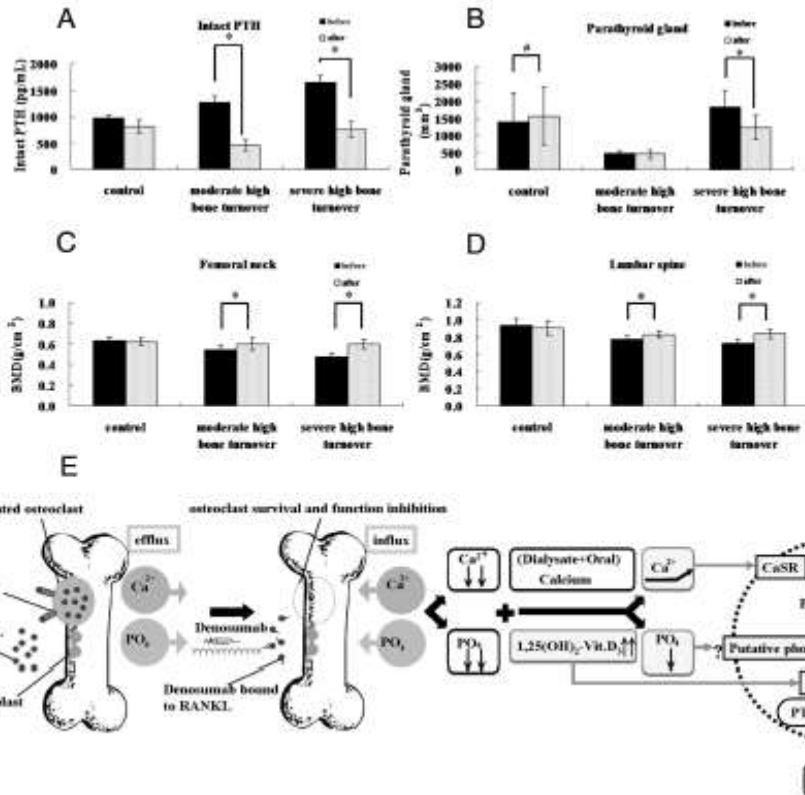 A
Intact PTH
before
after
*
*
Intact PTH (pg/mL)
2000
1500
1000
500
0
control
moderate high
bone turnover
severe high bone
turnover
B
Parathyroid gland
before
after
#
*
Parathyroid gland
(mm³)
3000
2500
2000
1500
1000
500
0
control
moderate high
bone turnover
severe high bone
turnover
C
Femoral neck
before
after
*
*
BMD(g/cm²)
1.0
0.8
0.6
0.4
0.2
0.0
control
moderate high
bone turnover
severe high bone
turnover
D
Lumbar spine
before
after
*
*
BMD(g/cm²)
1.2
1.0
0.8
0.6
0.4
0.2
0.0
control
moderate high
bone turnover
severe high bone
turnover
E
osteoclast
osteoclast survival and function inhibition
efflux
Ca²⁺
PO₄
Denosumab
Denosumab bound
to RANKL
influx
Ca²⁺
PO₄
Ca²⁺
↓↓
(Dialysate+Oral)
Calcium
Ca²⁺
CaSR
PO₄
↓↓
1,25(OH)₂-Vit.D₃
PO₄
↓
?
Putative